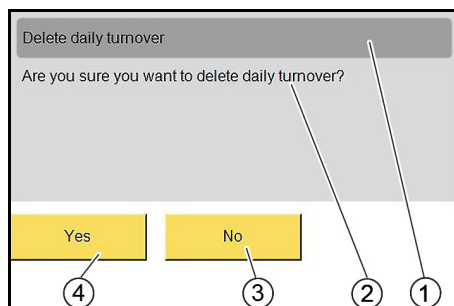 Delete daily turnover
Are you sure you want to delete daily turnover?
Yes
No
4
3
2
1